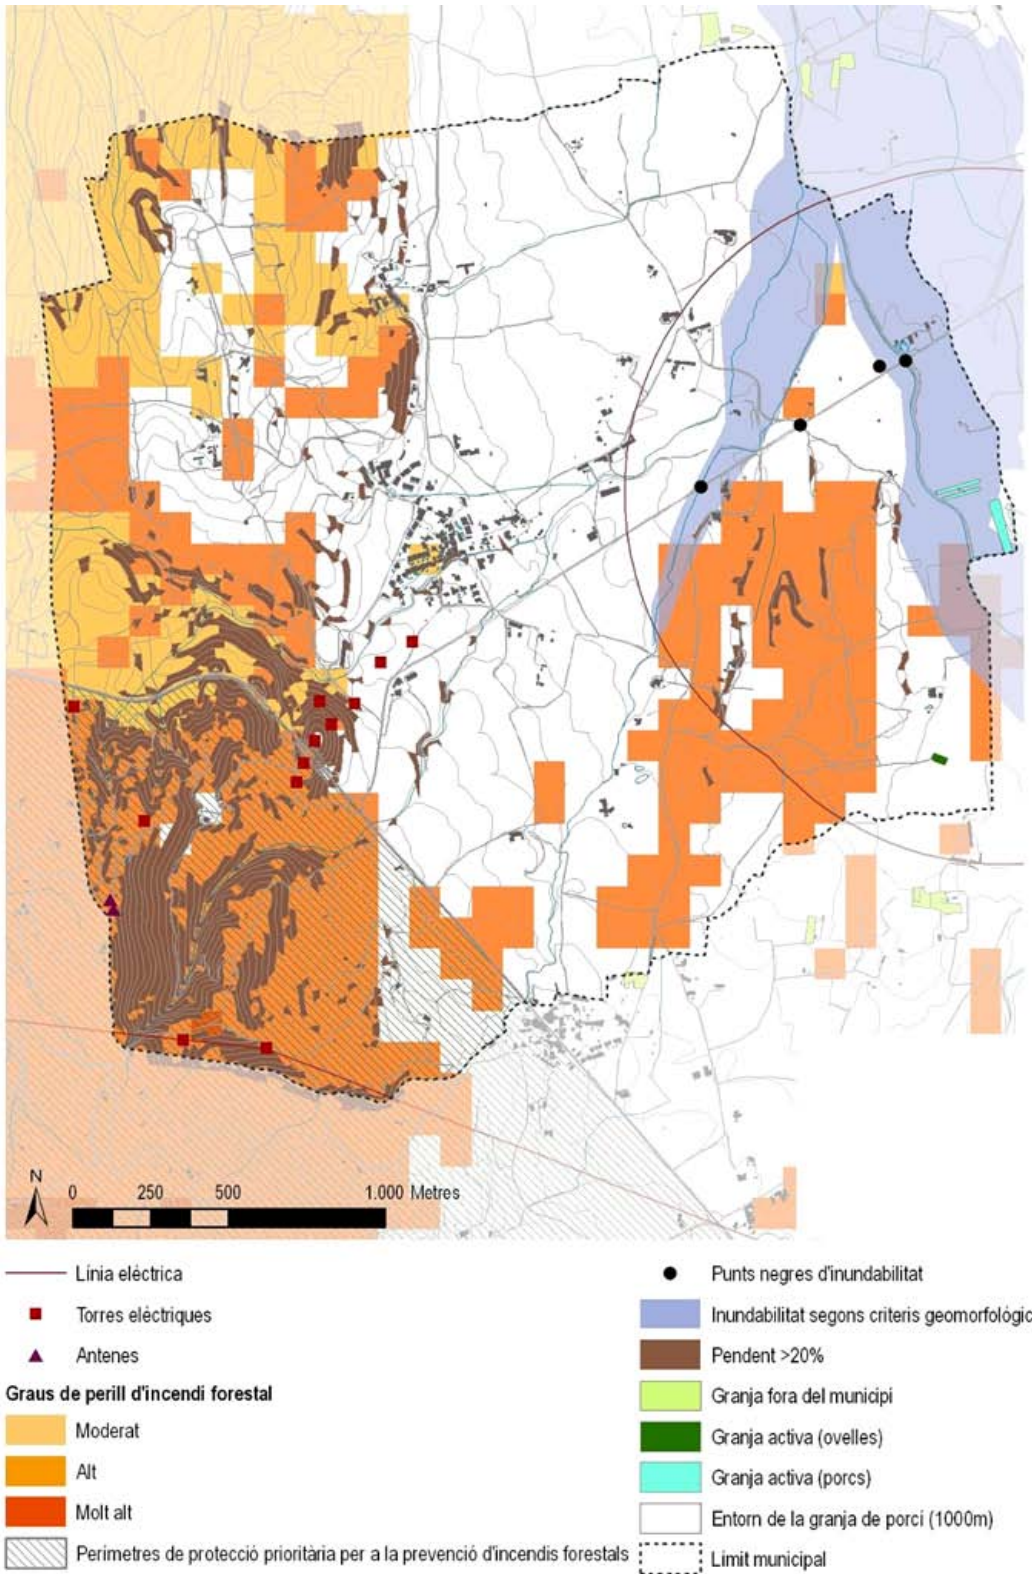 N
0 250 500 1.000 Metres
Línia elèctrica
Torres elèctriques
Antenes
Graus de perill d'incendi forestal
Moderat
Alt
Molt alt
Perímetres de protecció prioritària per a la prevenció d'incendis forestals
Punts negres d'inundabilitat
Inundabilitat segons criteris geomorfològic
Pendent >20%
Granja fora del municipi
Granja activa (ovelles)
Granja activa (porcs)
Entorn de la granja de porcí (1000m)
Límit municipal